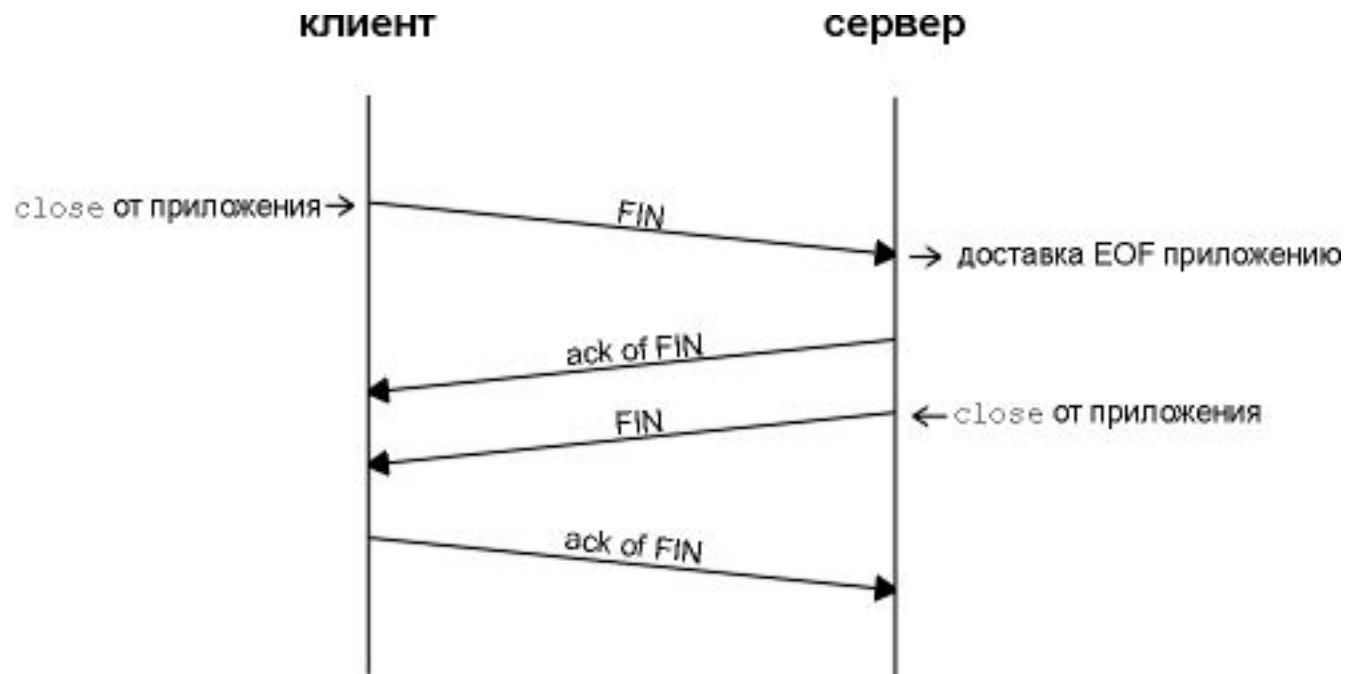 клиент
сервер
close от приложения
FIN
доставка EOF приложению
ack of FIN
close от приложения
FIN
ack of FIN